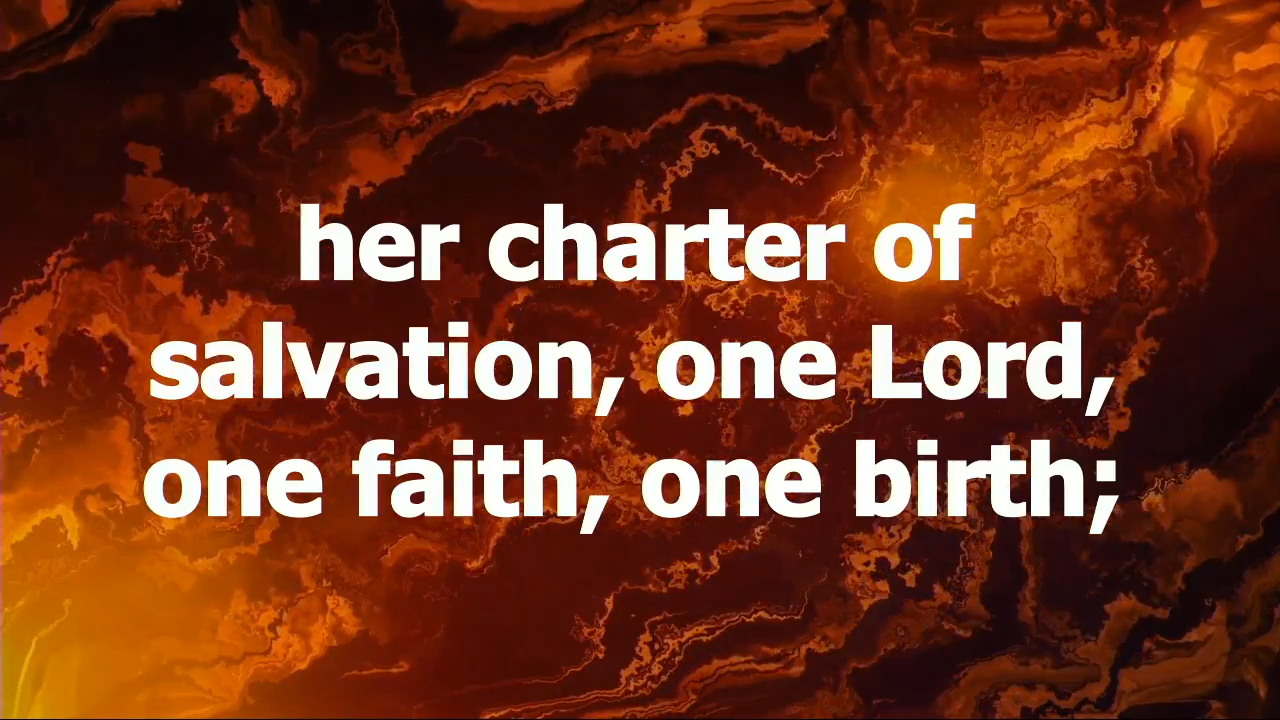 her charter of
salvation, one Lord,
one faith, one birth;